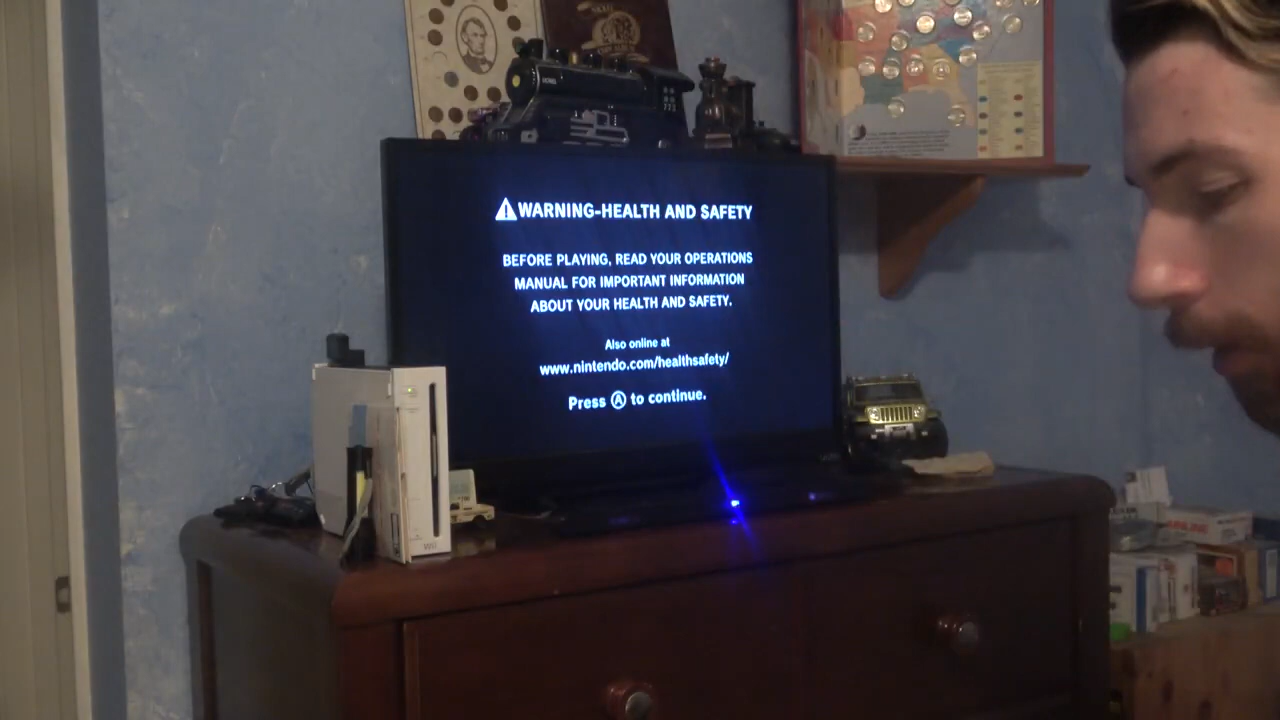 WARNING-HEALTH AND SAFETY
BEFORE PLAYING, READ YOUR OPERATIONS
MANUAL FOR IMPORTANT INFORMATION
ABOUT YOUR HEALTH AND SAFETY.
Also online at
www.nintendo.com/healthsafety/
Press A to continue.
Wii